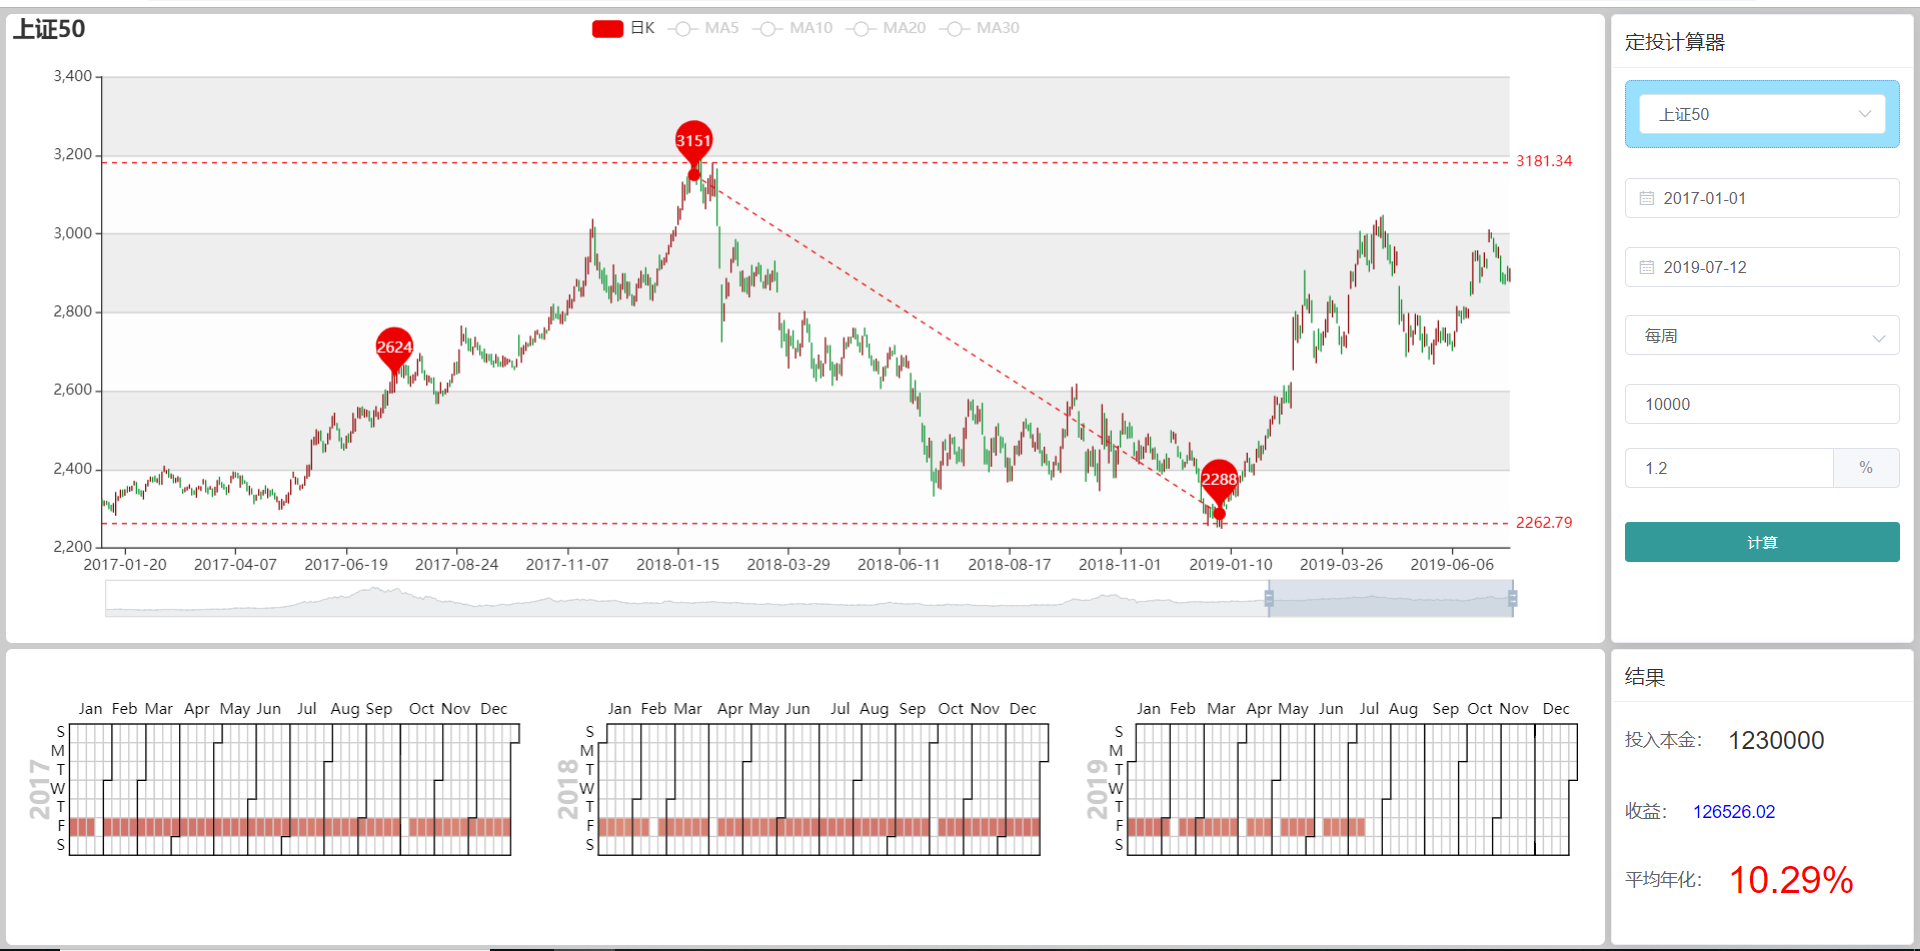 上证50
日K MA5 MA10 MA20 MA30
3,400
3,200
3,000
2,800
2,600
2,400
2,200
3151
3181.34
2624
2288
2262.79
2017-01-20 2017-04-07 2017-06-19 2017-08-24 2017-11-07 2018-01-15 2018-03-29 2018-06-11 2018-08-17 2018-11-01 2019-01-10 2019-03-26 2019-06-06
定投计算器
上证50
2017-01-01
2019-07-12
每周
10000
1.2 %
计算
Jan Feb Mar Apr May Jun Jul Aug Sep Oct Nov Dec
S
M
T
W
T
F
S
2017
Jan Feb Mar Apr May Jun Jul Aug Sep Oct Nov Dec
S
M
T
W
T
F
S
2018
Jan Feb Mar Apr May Jun Jul Aug Sep Oct Nov Dec
S
M
T
W
T
F
S
2019
结果
投入本金： 1230000
收益： 126526.02
平均年化： 10.29%